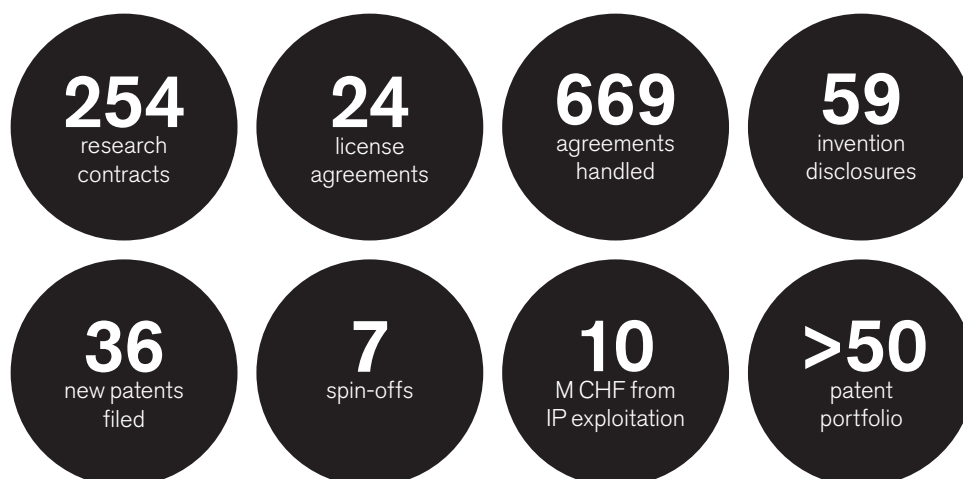 254
research
contracts
24
license
agreements
669
agreements
handled
59
invention
disclosures
36
new patents
filed
7
spin-offs
10
M CHF from
IP exploitation
>50
patent
portfolio